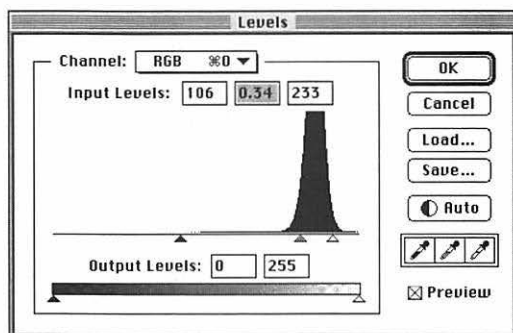 Levels
Channel: RGB ⌘0
OK
Input Levels: 106 0.34 233
Cancel
Load...
Save...
Auto
Output Levels: 0 255
Preview